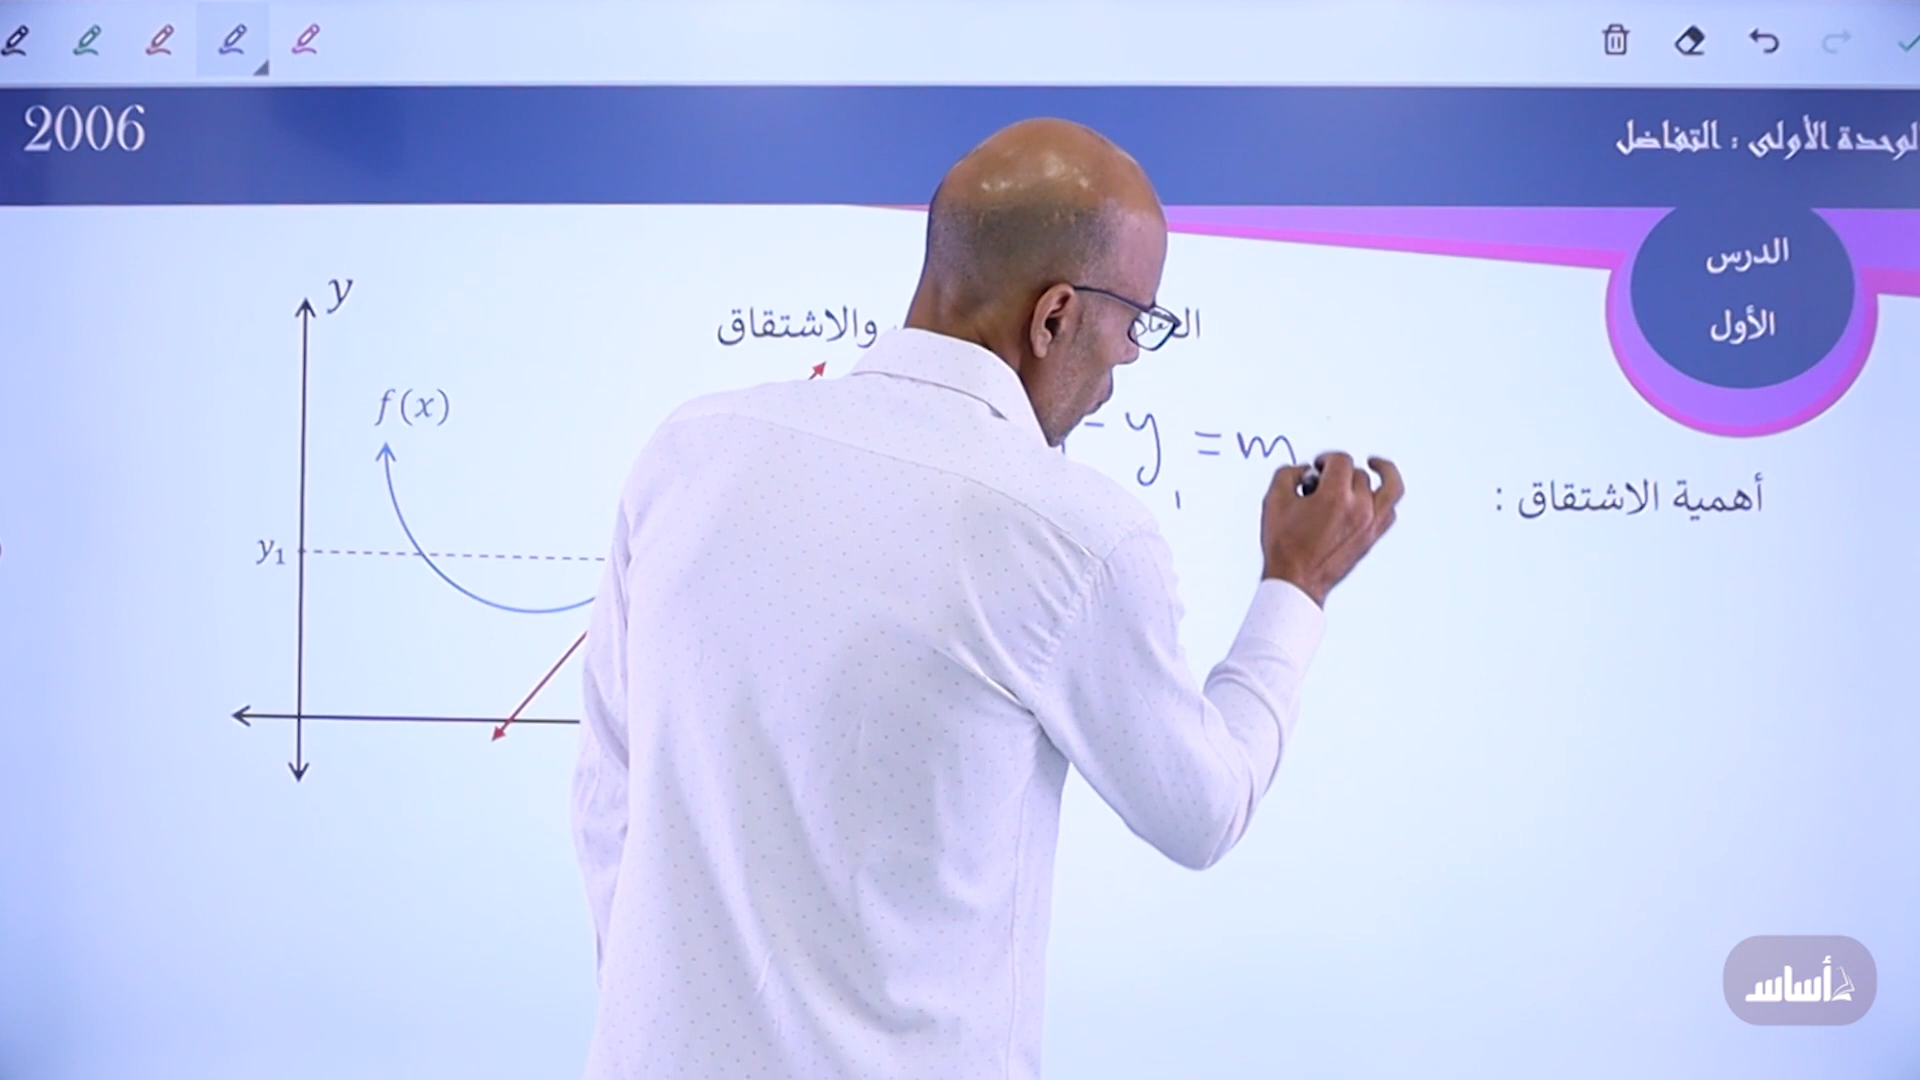 2006
الوحدة الأولى : التفاضل
الدرس
الأول
والاشتقاق
y
f(x)
- y₁ = m
أهمية الاشتقاق :
y₁
أساس